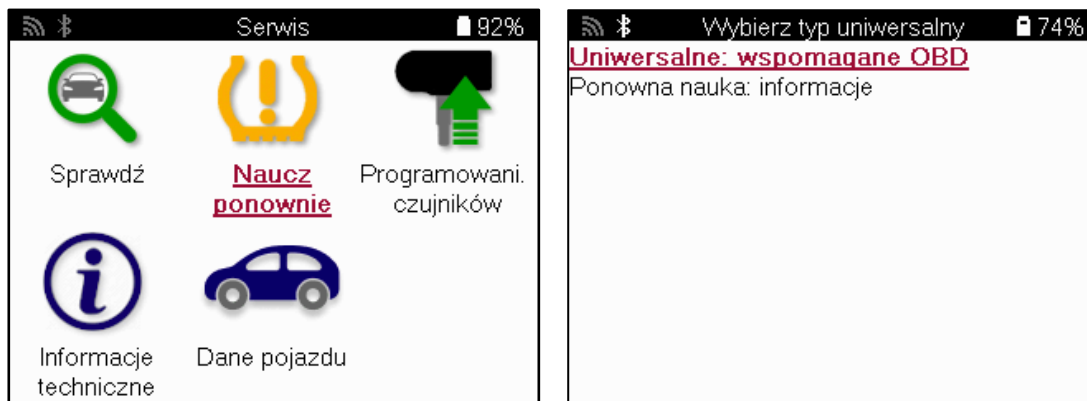 Serwis 92%
Sprawdź
Naucz
ponownie
Programowani.
czujników
Informacje
techniczne
Dane pojazdu
Wybierz typ uniwersalny 74%
Uniwersalne: wspomagane OBD
Ponowna nauka: informacje